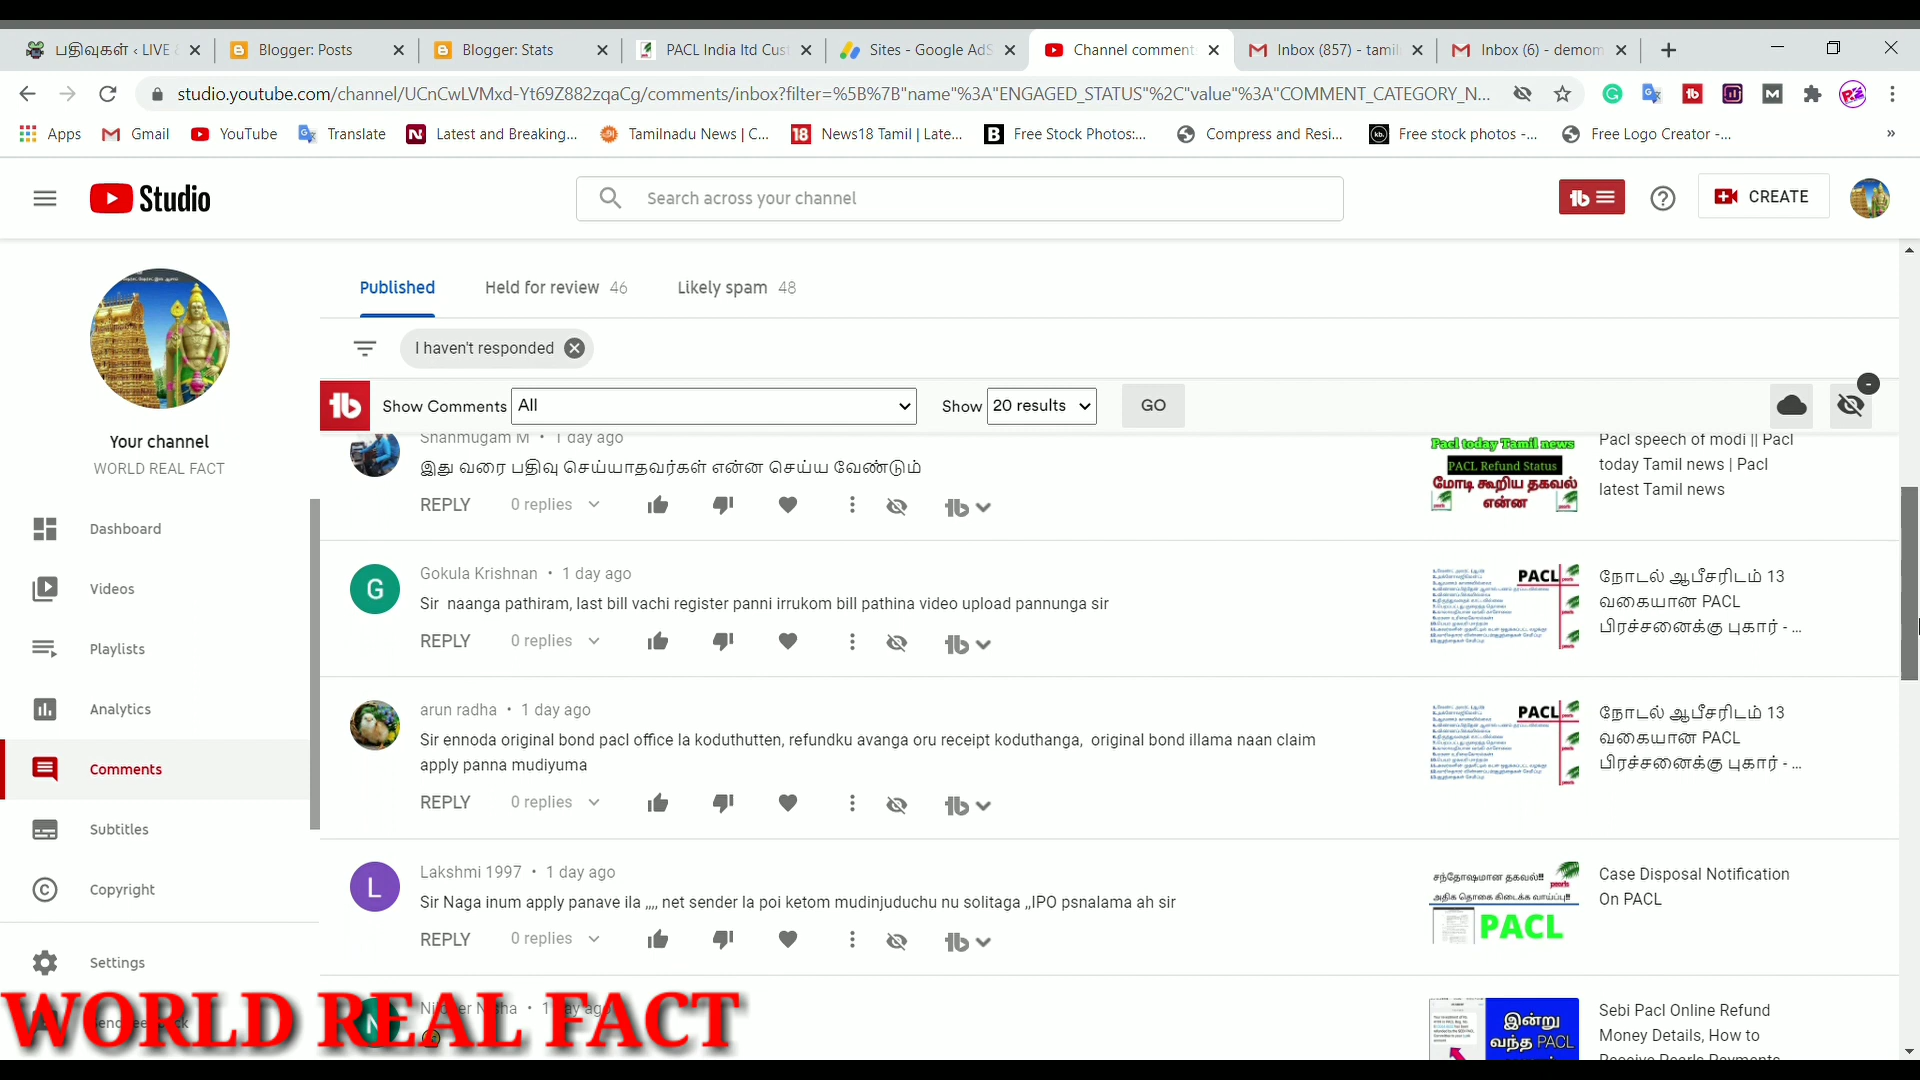 பதிவுகள் ‹ LIVE
Blogger: Posts
Blogger: Stats
PACL India ltd Cus
Sites - Google AdS
Channel comment
Inbox (857) - tamil
Inbox (6) - demom
studio.youtube.com/channel/UCnCwLVMxd-Yt69Z882zqaCg/comments/inbox?filter=%5B%7B"name"%3A"ENGAGED_STATUS"%2C"value"%3A"COMMENT_CATEGORY_N...
Apps Gmail YouTube Translate Latest and Breaking... Tamilnadu News | C... News18 Tamil | Late... Free Stock Photos:... Compress and Resi... Free stock photos -... Free Logo Creator -... »
Studio
Search across your channel
CREATE
Your channel
WORLD REAL FACT
Dashboard
Videos
Playlists
Analytics
Comments
Subtitles
Copyright
Settings
Published Held for review 46 Likely spam 48
I haven't responded
Show Comments All Show 20 results GO
Shanmugam M • 1 day ago
இது வரை பதிவு செய்யாதவர்கள் என்ன செய்ய வேண்டும்
REPLY 0 replies
Pacl today Tamil news
PACL Refund Status
மோடி கூறிய தகவல்
என்ன
Pacl speech of modi || Pacl
today Tamil news | Pacl
latest Tamil news
Gokula Krishnan • 1 day ago
Sir naanga pathiram, last bill vachi register panni irrukom bill pathina video upload pannunga sir
REPLY 0 replies
PACL
நோடல் ஆபீசரிடம் 13
வகையான PACL
பிரச்சனைக்கு புகார் - ...
arun radha • 1 day ago
Sir ennoda original bond pacl office la koduthutten, refundku avanga oru receipt koduthanga, original bond illama naan claim
apply panna mudiyuma
REPLY 0 replies
PACL
நோடல் ஆபீசரிடம் 13
வகையான PACL
பிரச்சனைக்கு புகார் - ...
Lakshmi 1997 • 1 day ago
Sir Naga inum apply panave ila ,,,, net sender la poi ketom mudinjuduchu nu solitaga ,,IPO psnalama ah sir
REPLY 0 replies
சந்தோஷமான தகவல்!!
pearls
அதிக தொகை கிடைக்க வாய்ப்பு!!
PACL
Case Disposal Notification
On PACL
இன்று
வந்த PACL
Sebi Pacl Online Refund
Money Details, How to
Receive Pearls Payments
WORLD REAL FACT